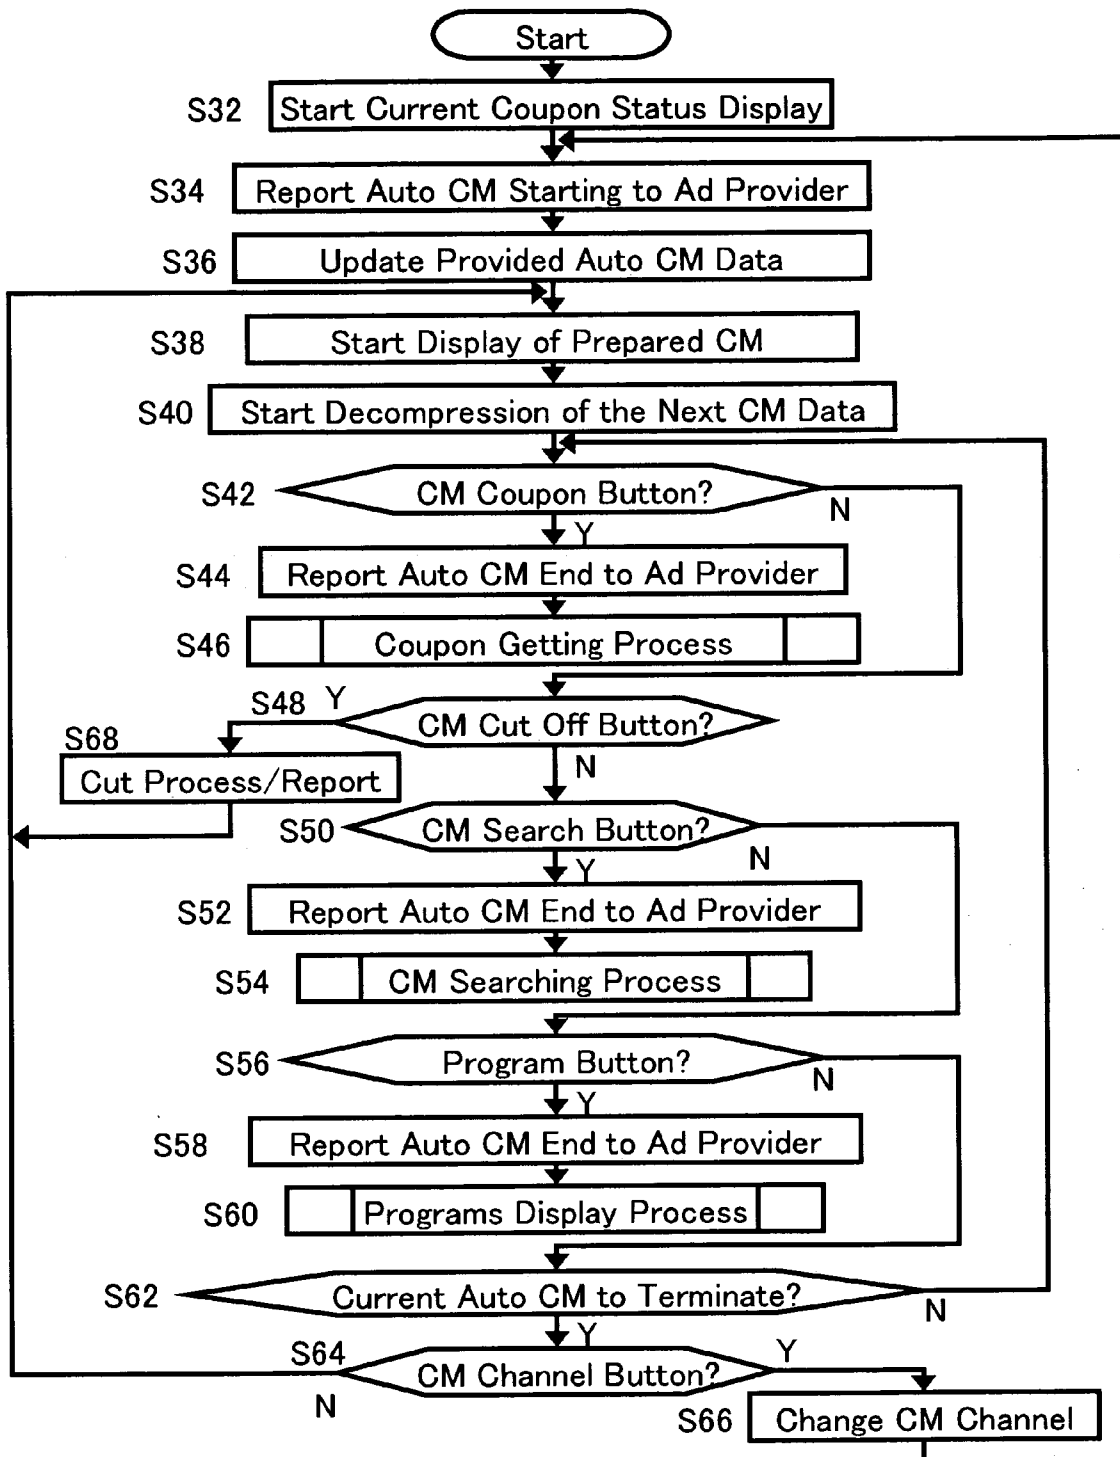 Start
S32 Start Current Coupon Status Display
S34 Report Auto CM Starting to Ad Provider
S36 Update Provided Auto CM Data
S38 Start Display of Prepared CM
S40 Start Decompression of the Next CM Data
S42 CM Coupon Button?
N
Y
S44 Report Auto CM End to Ad Provider
S46 Coupon Getting Process
S48 Y CM Cut Off Button?
N
S68
Cut Process/Report
S50 CM Search Button?
N
Y
S52 Report Auto CM End to Ad Provider
S54 CM Searching Process
S56 Program Button?
N
Y
S58 Report Auto CM End to Ad Provider
S60 Programs Display Process
S62 Current Auto CM to Terminate?
N
Y
S64 CM Channel Button? Y
N
S66 Change CM Channel